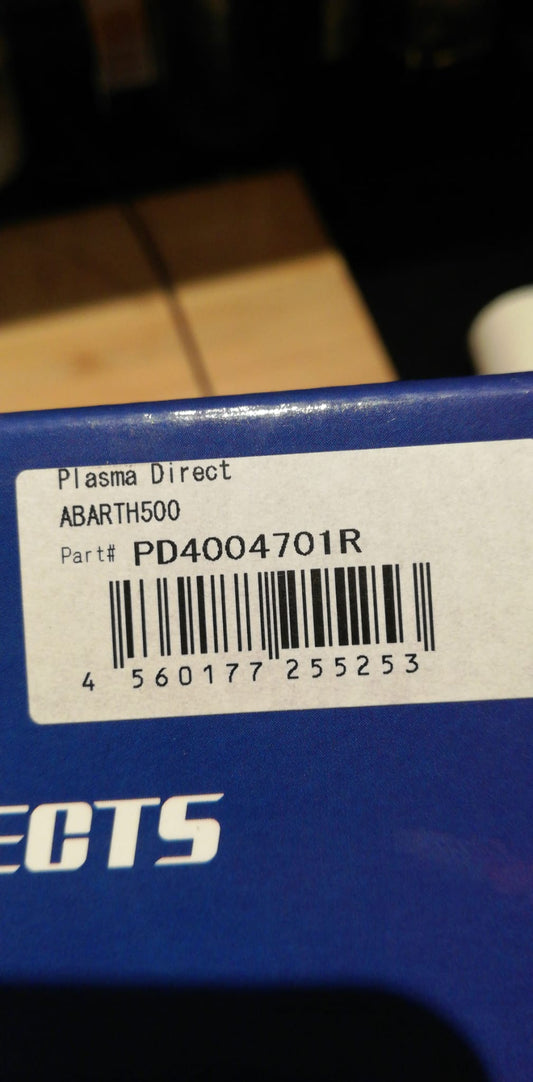 Plasma Direct
ABARTH500
Part# PD4004701R
4 560177 255253
ECTS